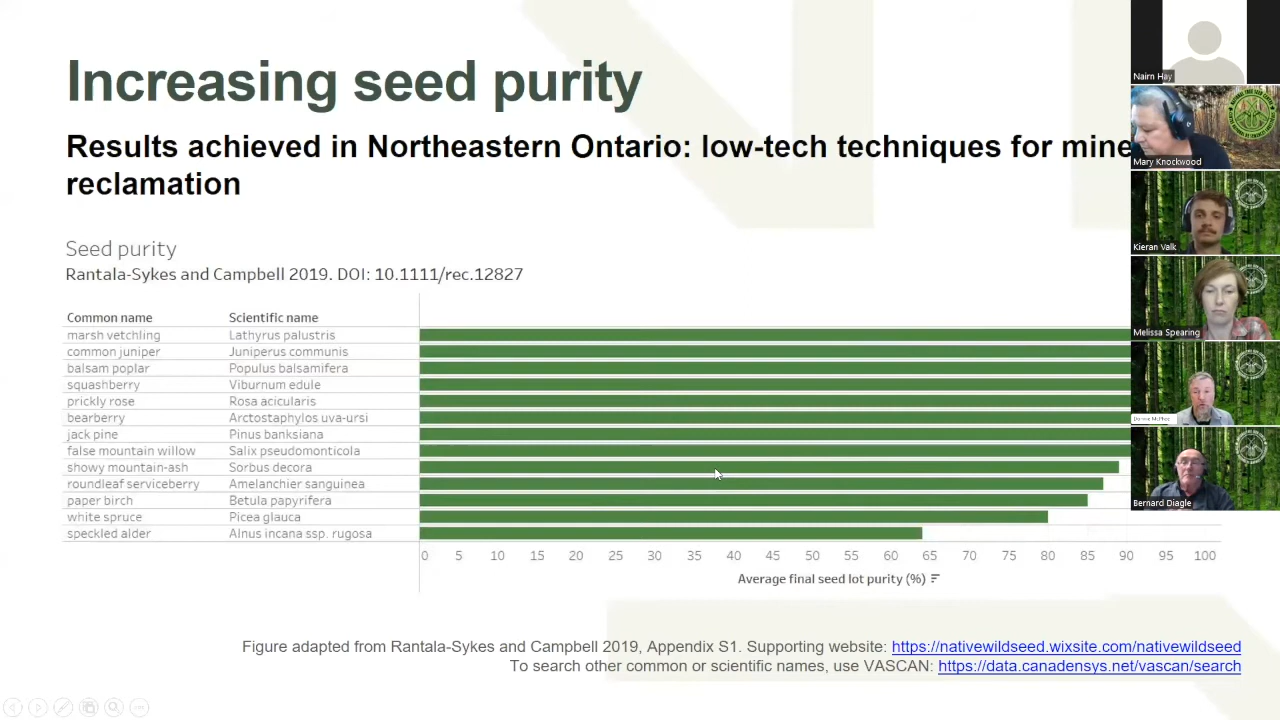 Increasing seed purity
Results achieved in Northeastern Ontario: low-tech techniques for mine
reclamation
Seed purity
Rantala-Sykes and Campbell 2019. DOI: 10.1111/rec.12827
Common name Scientific name
marsh vetchling Lathyrus palustris
common juniper Juniperus communis
balsam poplar Populus balsamifera
squashberry Viburnum edule
prickly rose Rosa acicularis
bearberry Arctostaphylos uva-ursi
jack pine Pinus banksiana
false mountain willow Salix pseudomonticola
showy mountain-ash Sorbus decora
roundleaf serviceberry Amelanchier sanguinea
paper birch Betula papyrifera
white spruce Picea glauca
speckled alder Alnus incana ssp. rugosa
0 5 10 15 20 25 30 35 40 45 50 55 60 65 70 75 80 85 90 95 100
Average final seed lot purity (%)
Figure adapted from Rantala-Sykes and Campbell 2019, Appendix S1. Supporting website: https://nativewildseed.wixsite.com/nativewildseed
To search other common or scientific names, use VASCAN: https://data.canadensys.net/vascan/search
Nairn Hay
Mary Knockwood
Kieran Valk
Melissa Spearing
Donnie McPhee
Bernard Diagle